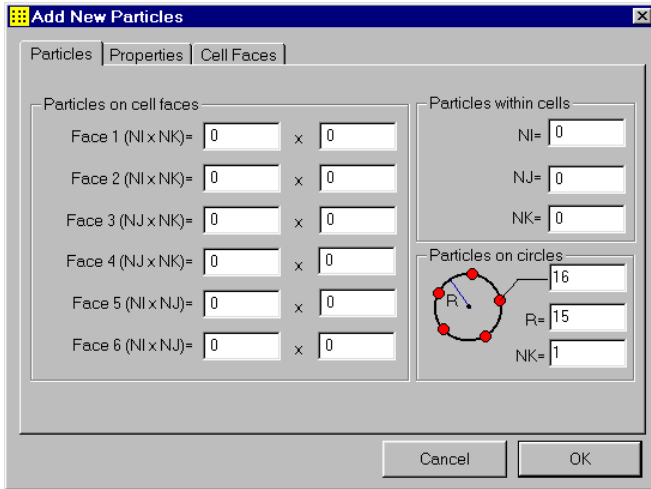 Add New Particles
Particles Properties Cell Faces
Particles on cell faces
Face 1 (NI x NK)= 0 x 0
Face 2 (NI x NK)= 0 x 0
Face 3 (NJ x NK)= 0 x 0
Face 4 (NJ x NK)= 0 x 0
Face 5 (NI x NJ)= 0 x 0
Face 6 (NI x NJ)= 0 x 0
Particles within cells
NI= 0
NJ= 0
NK= 0
Particles on circles
16
R
R= 15
NK= 1
Cancel OK